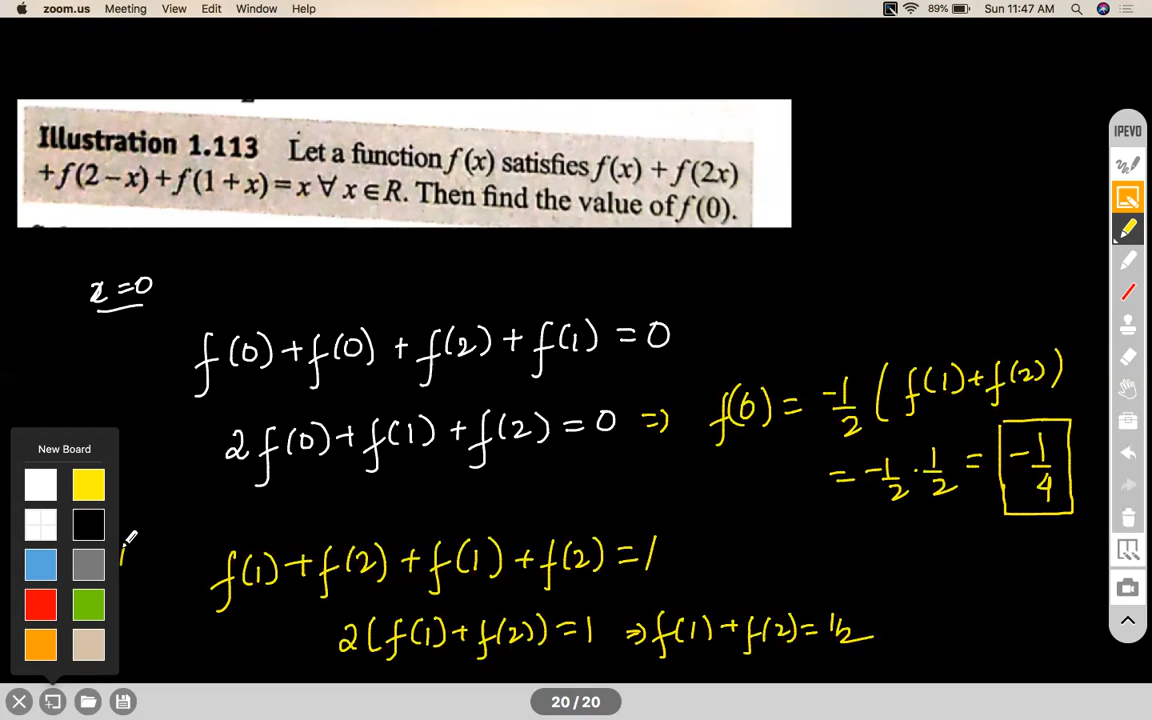 zoom.us Meeting View Edit Window Help 89% Sun 11:47 AM
Illustration 1.113 Let a function f(x) satisfies f(x) + f(2x)
+f(2−x)+f(1+x)=x ∀ x∈R. Then find the value of f(0).
IPEVO
x=0
f(0)+f(0)+f(2)+f(1)=0
2f(0)+f(1)+f(2)=0 ⇒ f(0) = -1/2 (f(1)+f(2))
= -1/2 · 1/2 = -1/4
New Board
f(1)+f(2)+f(1)+f(2)=1
2(f(1)+f(2))=1 ⇒ f(1)+f(2)=1/2
20/20